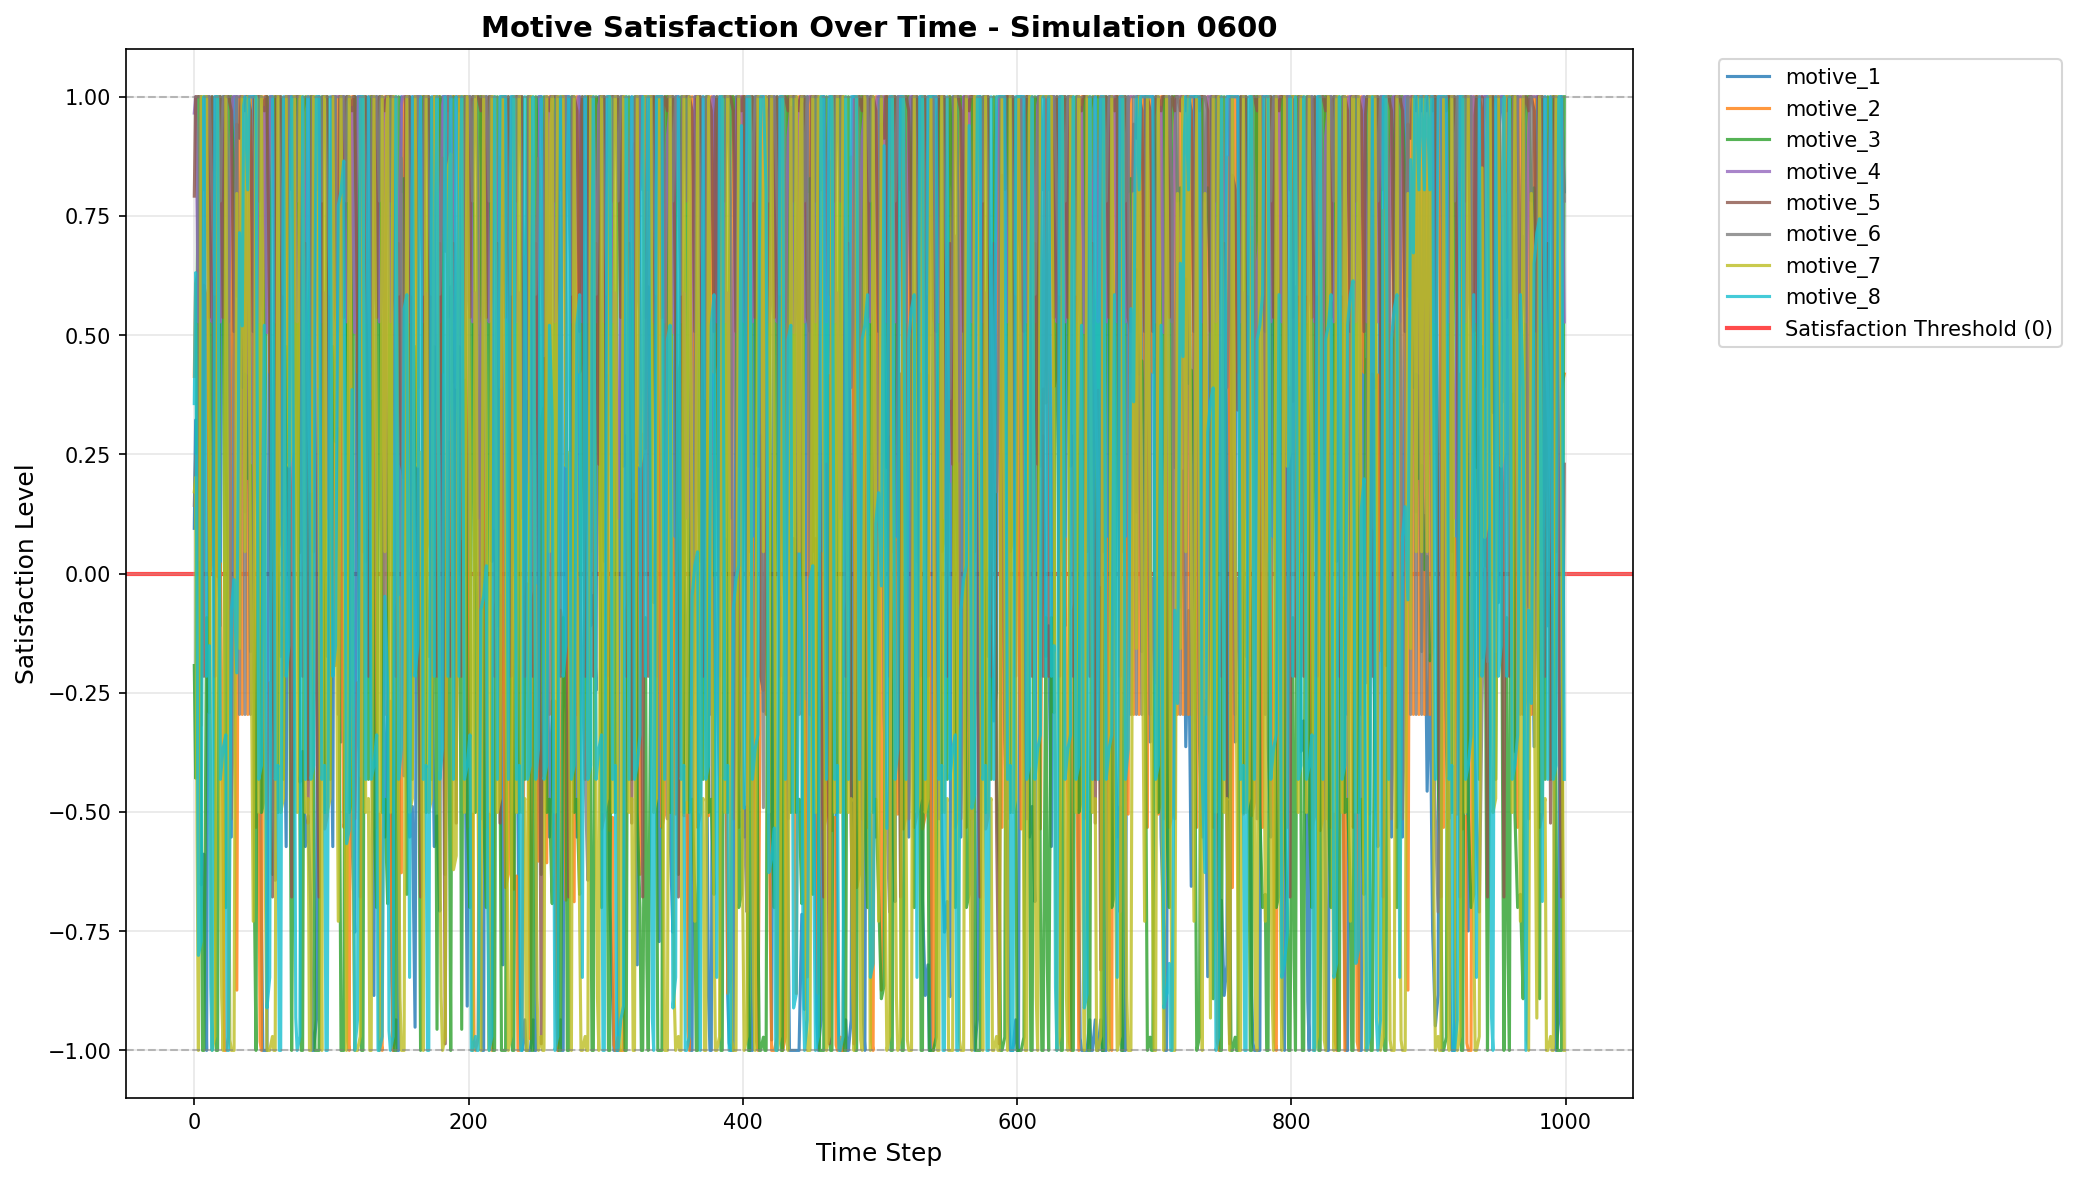 Motive Satisfaction Over Time - Simulation 0600
Satisfaction Level
1.00
0.75
0.50
0.25
0.00
−0.25
−0.50
−0.75
−1.00
0
200
400
600
800
1000
Time Step
motive_1
motive_2
motive_3
motive_4
motive_5
motive_6
motive_7
motive_8
Satisfaction Threshold (0)